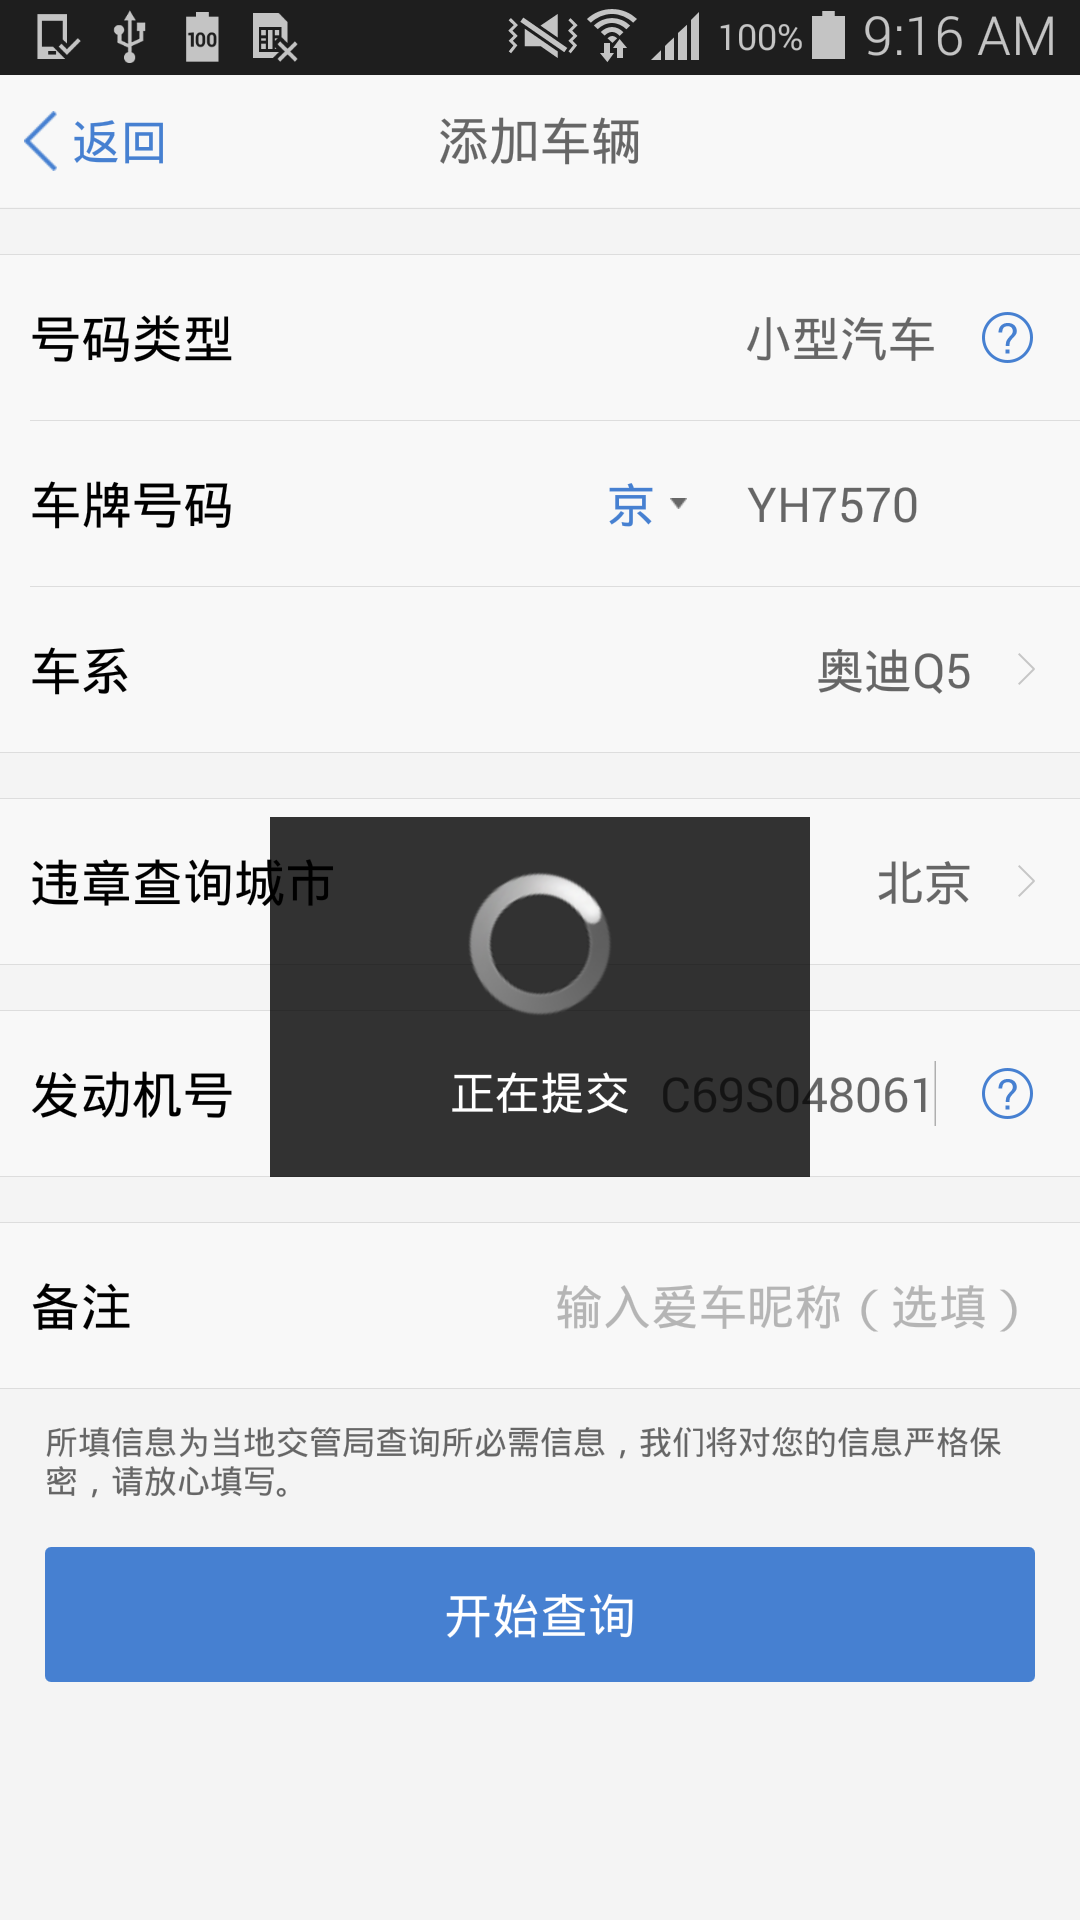 100 100% 9:16 AM
返回 添加车辆
号码类型 小型汽车 ?
车牌号码 京 YH7570
车系 奥迪Q5
违章查询城市 北京
发动机号 正在提交 C69S048061 ?
备注 输入爱车昵称（选填）
所填信息为当地交管局查询所必需信息，我们将对您的信息严格保
密，请放心填写。
开始查询